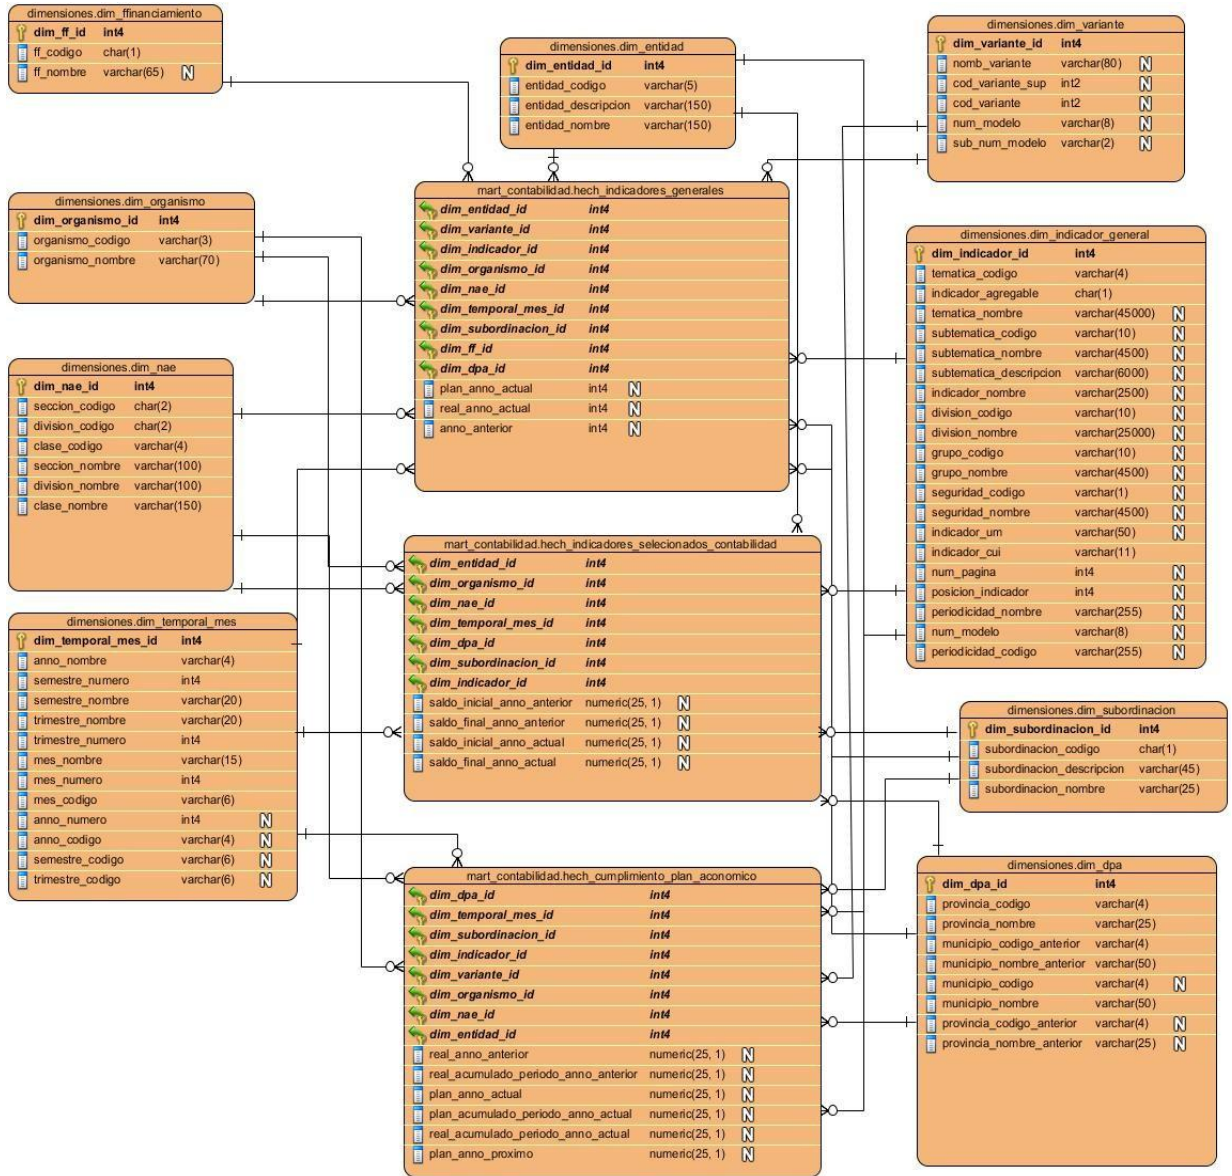 dimensiones.dim_ffinanciamiento
dim_ff_id int4
ff_codigo char(1)
ff_nombre varchar(65) N
dimensiones.dim_entidad
dim_entidad_id int4
entidad_codigo varchar(5)
entidad_descripcion varchar(150)
entidad_nombre varchar(150)
dimensiones.dim_variante
dim_variante_id int4
nomb_variante varchar(80) N
cod_variante_sup int2 N
cod_variante int2 N
num_modelo varchar(8) N
sub_num_modelo varchar(2) N
dimensiones.dim_organismo
dim_organismo_id int4
organismo_codigo varchar(3)
organismo_nombre varchar(70)
mart_contabilidad.hech_indicadores_generales
dim_entidad_id int4
dim_variante_id int4
dim_indicador_id int4
dim_organismo_id int4
dim_nae_id int4
dim_temporal_mes_id int4
dim_subordinacion_id int4
dim_ff_id int4
dim_dpa_id int4
plan_anno_actual int4 N
real_anno_actual int4 N
anno_anterior int4 N
dimensiones.dim_indicador_general
dim_indicador_id int4
tematica_codigo varchar(4)
indicador_agregable char(1)
tematica_nombre varchar(45000) N
subtematica_codigo varchar(10) N
subtematica_nombre varchar(4500) N
subtematica_descripcion varchar(6000) N
indicador_nombre varchar(2500) N
division_codigo varchar(10) N
division_nombre varchar(25000) N
grupo_codigo varchar(10) N
grupo_nombre varchar(4500) N
seguridad_codigo varchar(1) N
seguridad_nombre varchar(4500) N
indicador_um varchar(50) N
indicador_cui varchar(11)
num_pagina int4 N
posicion_indicador int4 N
periodicidad_nombre varchar(255) N
num_modelo varchar(8) N
periodicidad_codigo varchar(255) N
dimensiones.dim_nae
dim_nae_id int4
seccion_codigo char(2)
division_codigo char(2)
clase_codigo varchar(4)
seccion_nombre varchar(100)
division_nombre varchar(100)
clase_nombre varchar(150)
mart_contabilidad.hech_indicadores_selecionados_contabilidad
dim_entidad_id int4
dim_organismo_id int4
dim_nae_id int4
dim_temporal_mes_id int4
dim_dpa_id int4
dim_subordinacion_id int4
dim_indicador_id int4
saldo_inicial_anno_anterior numeric(25, 1) N
saldo_final_anno_anterior numeric(25, 1) N
saldo_inicial_anno_actual numeric(25, 1) N
saldo_final_anno_actual numeric(25, 1) N
dimensiones.dim_temporal_mes
dim_temporal_mes_id int4
anno_nombre varchar(4)
semestre_numero int4
semestre_nombre varchar(20)
trimestre_nombre varchar(20)
trimestre_numero int4
mes_nombre varchar(15)
mes_numero int4
mes_codigo varchar(6)
anno_numero int4 N
anno_codigo varchar(4) N
semestre_codigo varchar(6) N
trimestre_codigo varchar(6) N
dimensiones.dim_subordinacion
dim_subordinacion_id int4
subordinacion_codigo char(1)
subordinacion_descripcion varchar(45)
subordinacion_nombre varchar(25)
mart_contabilidad.hech_cumplimiento_plan_aconomico
dim_dpa_id int4
dim_temporal_mes_id int4
dim_subordinacion_id int4
dim_indicador_id int4
dim_variante_id int4
dim_organismo_id int4
dim_nae_id int4
dim_entidad_id int4
real_anno_anterior numeric(25, 1) N
real_acumulado_periodo_anno_anterior numeric(25, 1) N
plan_anno_actual numeric(25, 1) N
plan_acumulado_periodo_anno_actual numeric(25, 1) N
real_acumulado_periodo_anno_actual numeric(25, 1) N
plan_anno_proximo numeric(25, 1) N
dimensiones.dim_dpa
dim_dpa_id int4
provincia_codigo varchar(4)
provincia_nombre varchar(25)
municipio_codigo_anterior varchar(4)
municipio_nombre_anterior varchar(50)
municipio_codigo varchar(4) N
municipio_nombre varchar(50)
provincia_codigo_anterior varchar(4) N
provincia_nombre_anterior varchar(25) N